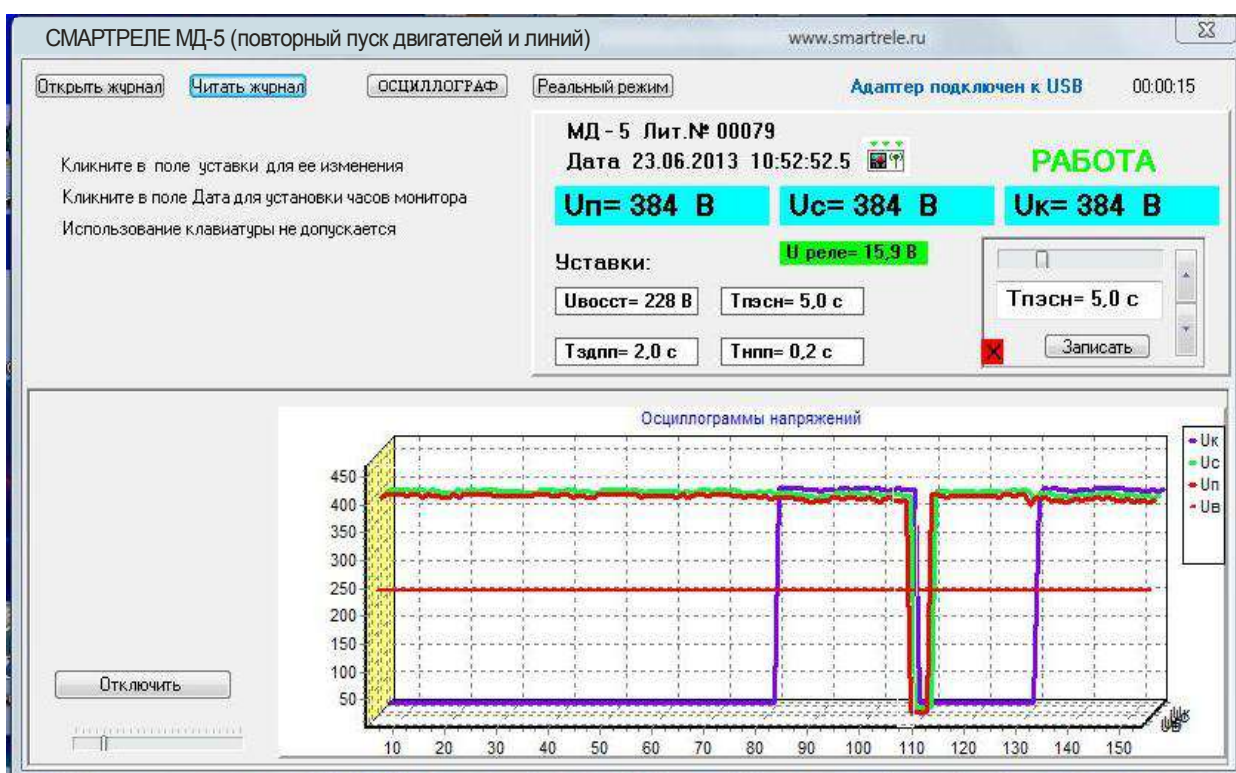 СМАРТРЕЛЕ МД-5 (повторный пуск двигателей и линий) www.smartrele.ru
Открыть журнал Читать журнал ОСЦИЛЛОГРАФ Реальный режим Адаптер подключен к USB 00:00:15
Кликните в поле уставки для ее изменения
Кликните в поле Дата для установки часов монитора
Использование клавиатуры не допускается
МД - 5 Лит.№ 00079
Дата 23.06.2013 10:52:52.5 РАБОТА
Uп= 384 В Uс= 384 В Uк= 384 В
Уставки: U реле= 15,9 В
Uвосст= 228 В Тпэсн= 5,0 с Тпэсн= 5,0 с
Тздпп= 2,0 с Тнпп= 0,2 с X Записать
Осциллограммы напряжений
450
400
350
300
250
200
150
100
50
10 20 30 40 50 60 70 80 90 100 110 120 130 140 150
Uк
Uс
Uп
Uв
Отключить